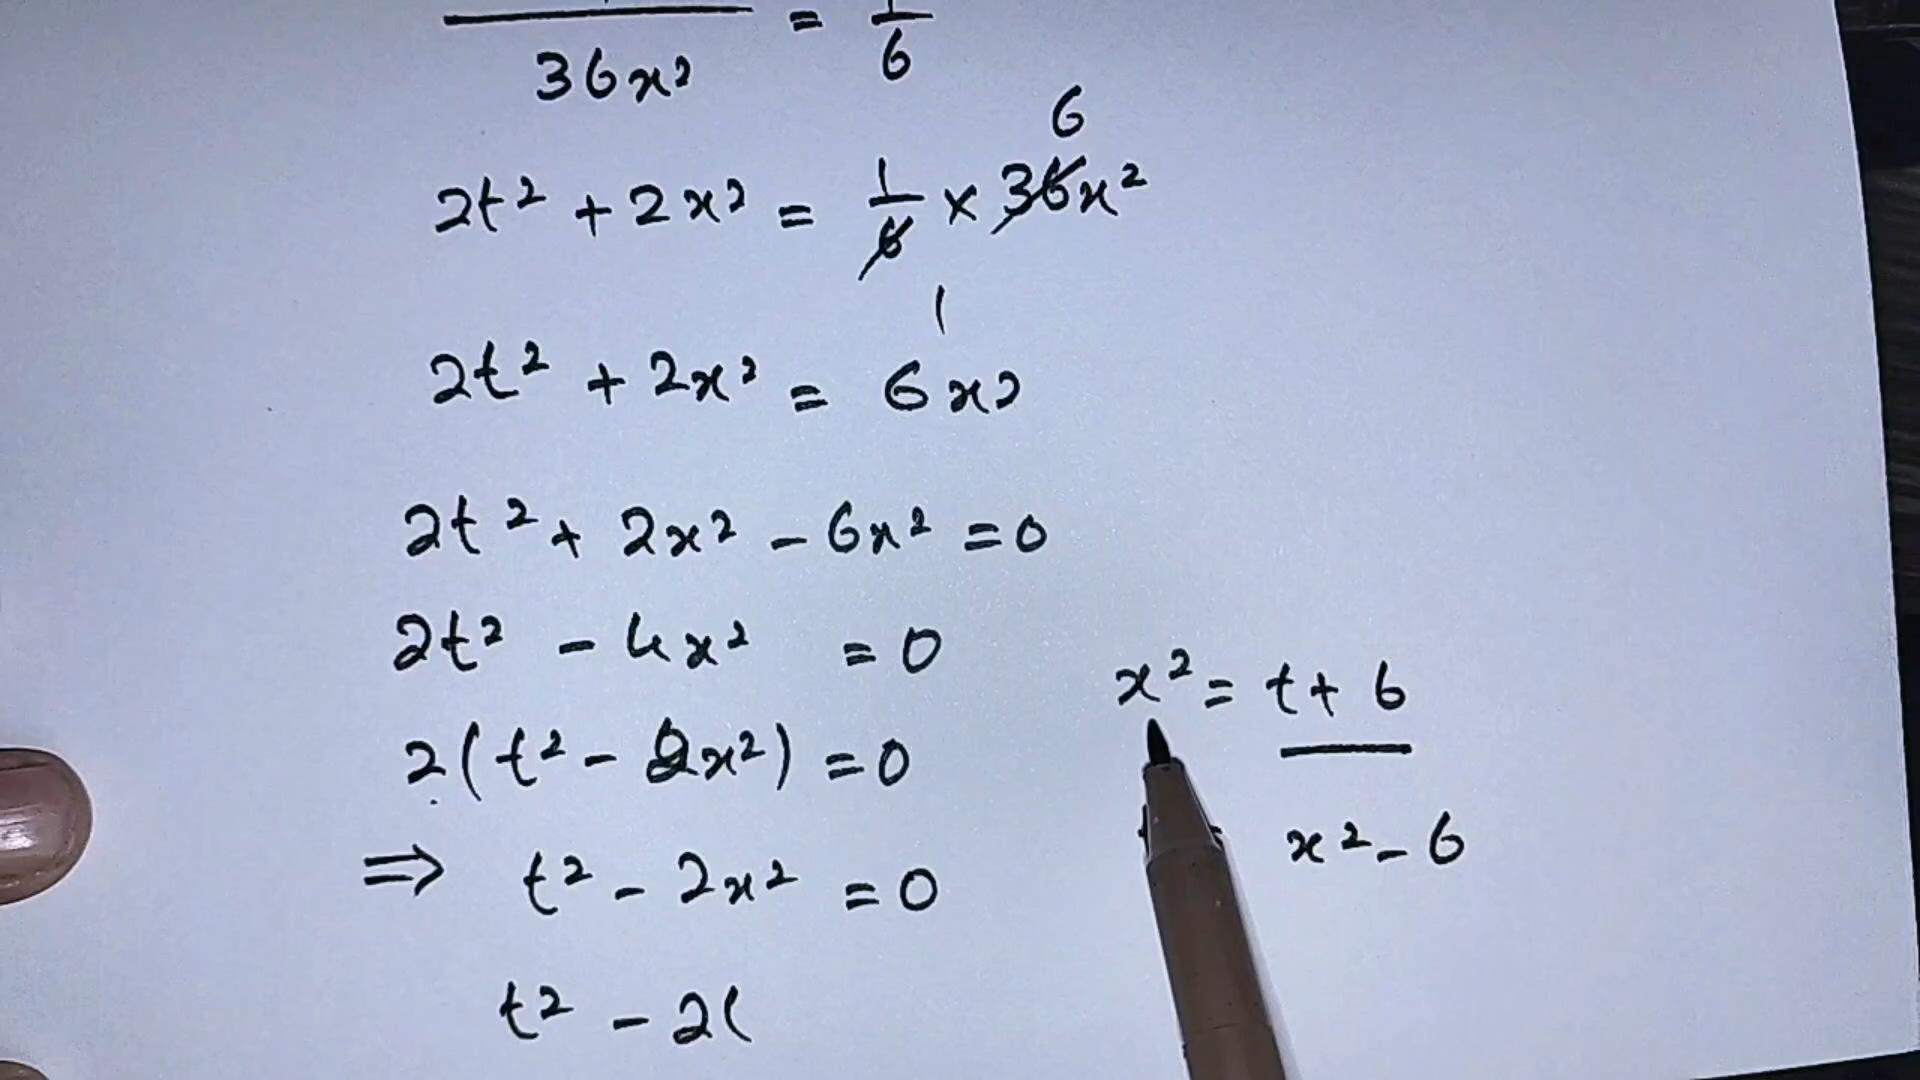 36x² = 1/6
2t² + 2x² = 1/6 × 36x² 6
1
2t² + 2x² = 6x²
2t² + 2x² - 6x² = 0
2t² - 4x² = 0
2(t² - 2x²) = 0
⇒ t² - 2x² = 0
t² - 2(
x² = t + 6
x² - 6